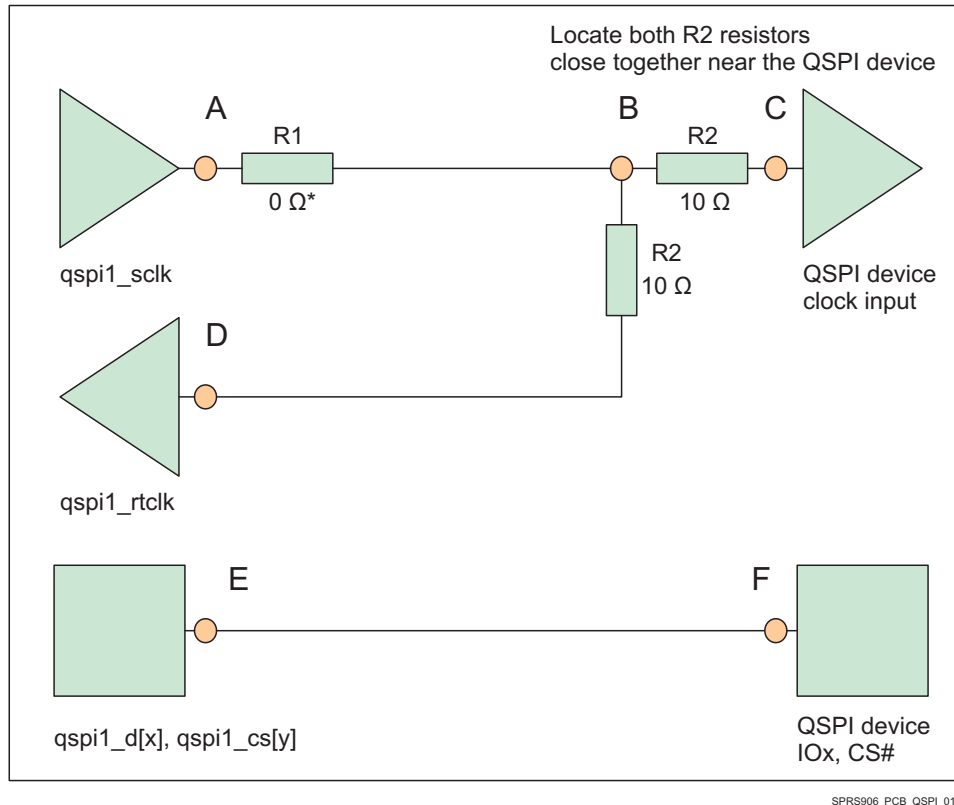 Locate both R2 resistors
close together near the QSPI device
A
R1
0 Ω*
B
R2
10 Ω
C
R2
10 Ω
qspi1_sclk
QSPI device
clock input
D
qspi1_rtclk
E
F
qspi1_d[x], qspi1_cs[y]
QSPI device
IOx, CS#
SPRS906_PCB_QSPI_01